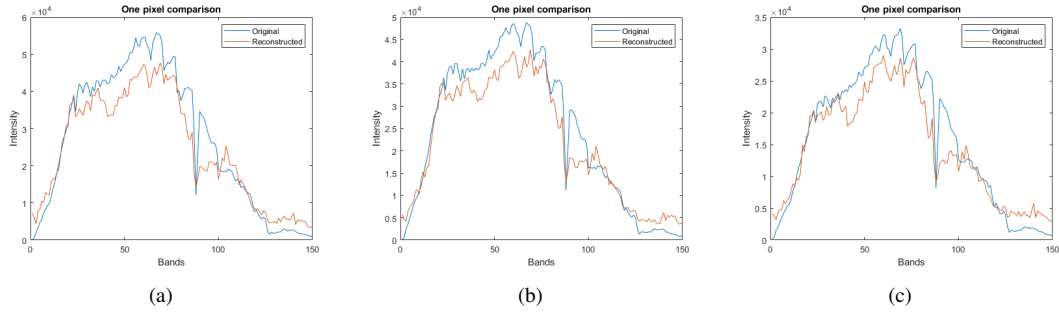 One pixel comparison
×10⁴
6
5
4
3
2
1
0
Intensity
0
50
100
150
Bands
Original
Reconstructed
(a)
One pixel comparison
×10⁴
5
4.5
4
3.5
3
2.5
2
1.5
1
0.5
0
Intensity
0
50
100
150
Bands
Original
Reconstructed
(b)
One pixel comparison
×10⁴
3.5
3
2.5
2
1.5
1
0.5
0
Intensity
0
50
100
150
Bands
Original
Reconstructed
(c)